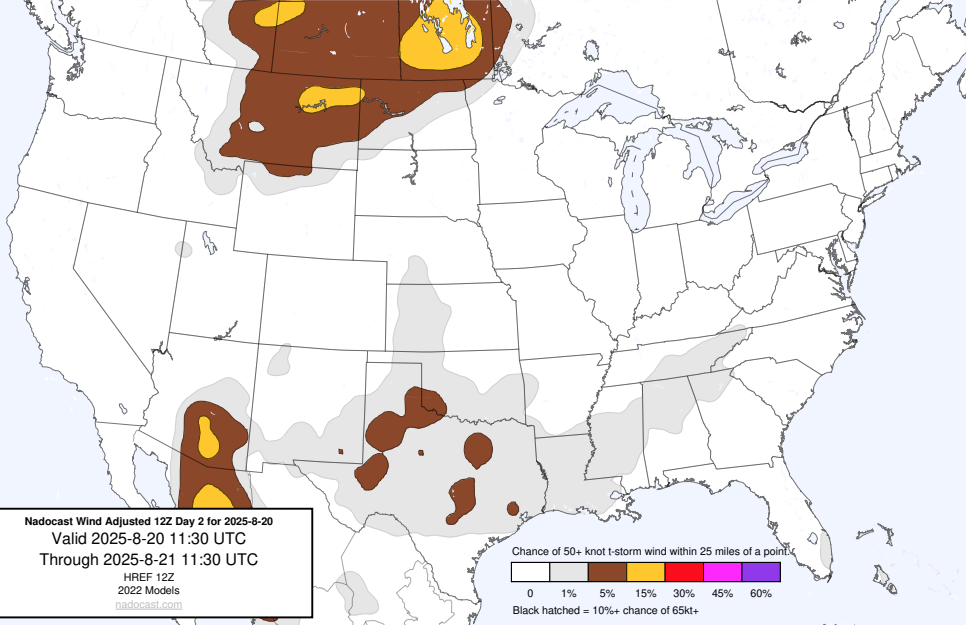 Nadocast Wind Adjusted 12Z Day 2 for 2025-8-20
Valid 2025-8-20 11:30 UTC
Through 2025-8-21 11:30 UTC
HREF 12Z
2022 Models
nadocast.com
Chance of 50+ knot t-storm wind within 25 miles of a point.
0 1% 5% 15% 30% 45% 60%
Black hatched = 10%+ chance of 65kt+